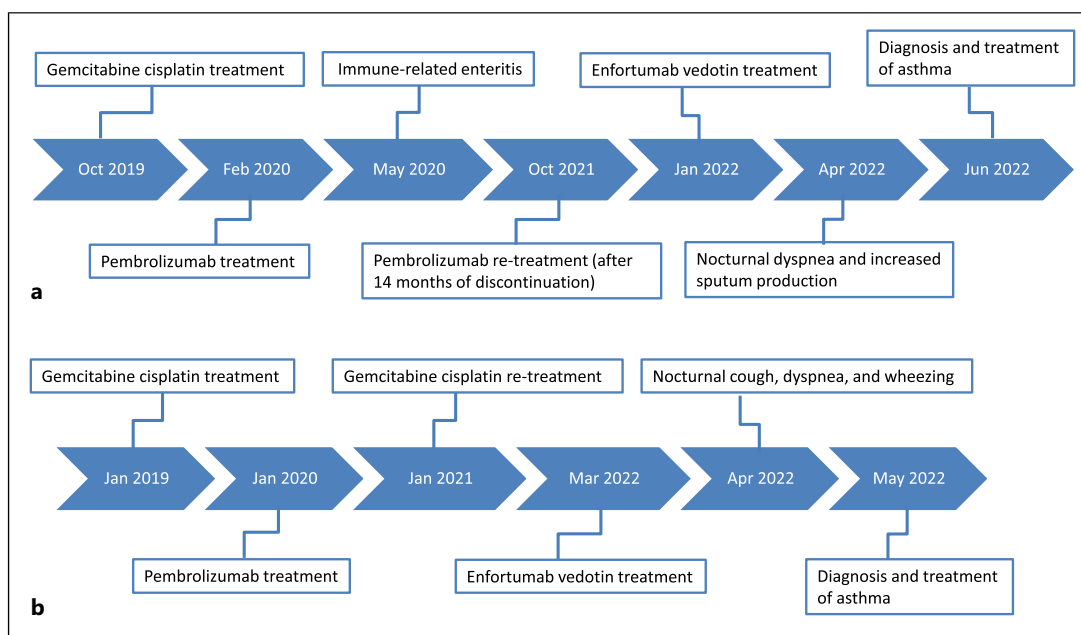 Gemcitabine cisplatin treatment
Immune-related enteritis
Enfortumab vedotin treatment
Diagnosis and treatment
of asthma
Oct 2019
Feb 2020
May 2020
Oct 2021
Jan 2022
Apr 2022
Jun 2022
Pembrolizumab treatment
Pembrolizumab re-treatment (after
14 months of discontinuation)
Nocturnal dyspnea and increased
sputum production
a
Gemcitabine cisplatin treatment
Gemcitabine cisplatin re-treatment
Nocturnal cough, dyspnea, and wheezing
Jan 2019
Jan 2020
Jan 2021
Mar 2022
Apr 2022
May 2022
Pembrolizumab treatment
Enfortumab vedotin treatment
Diagnosis and treatment
of asthma
b